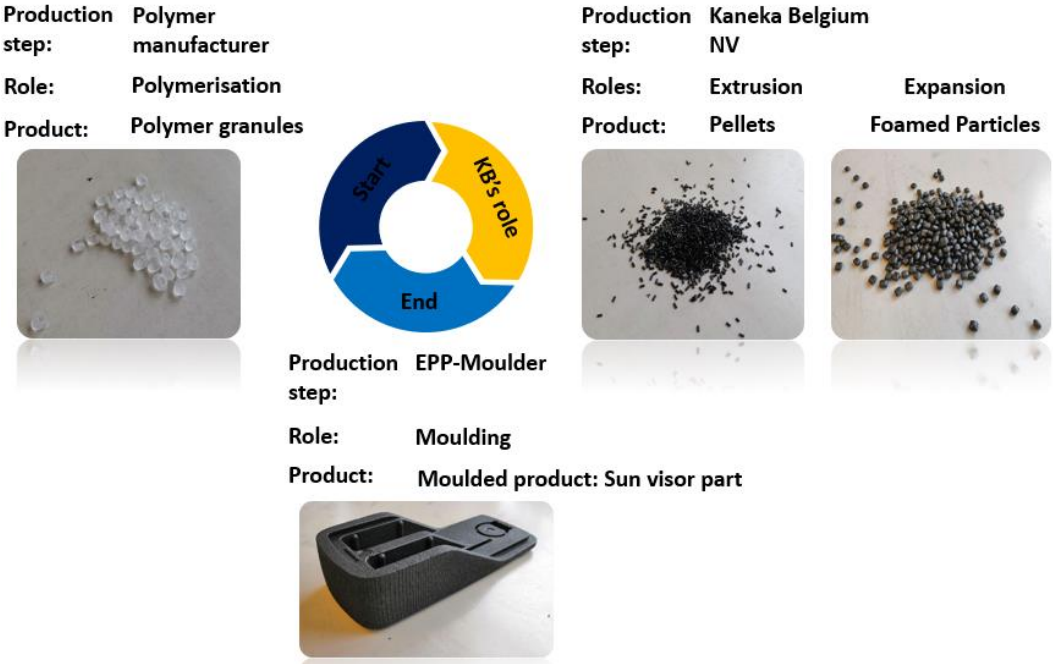 Production step: Polymer manufacturer
Role: Polymerisation
Product: Polymer granules
Start
KB's role
End
Production step: Kaneka Belgium NV
Roles: Extrusion Expansion
Product: Pellets Foamed Particles
Production step: EPP-Moulder
Role: Moulding
Product: Moulded product: Sun visor part